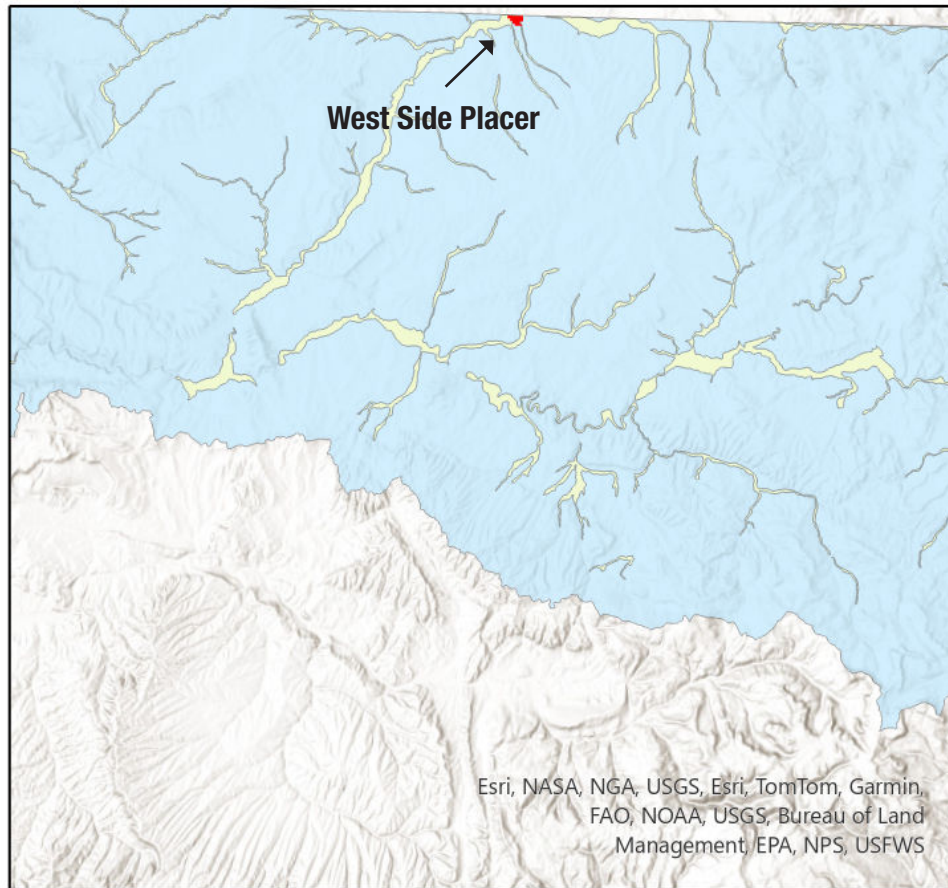 West Side Placer
Esri, NASA, NGA, USGS, Esri, TomTom, Garmin,
FAO, NOAA, USGS, Bureau of Land
Management, EPA, NPS, USFWS